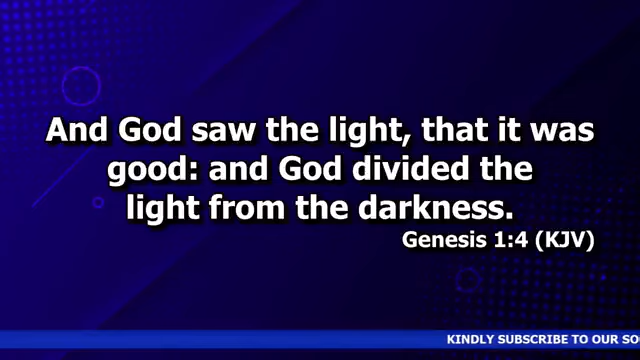 And God saw the light, that it was
good: and God divided the
light from the darkness.
Genesis 1:4 (KJV)
KINDLY SUBSCRIBE TO OUR SO